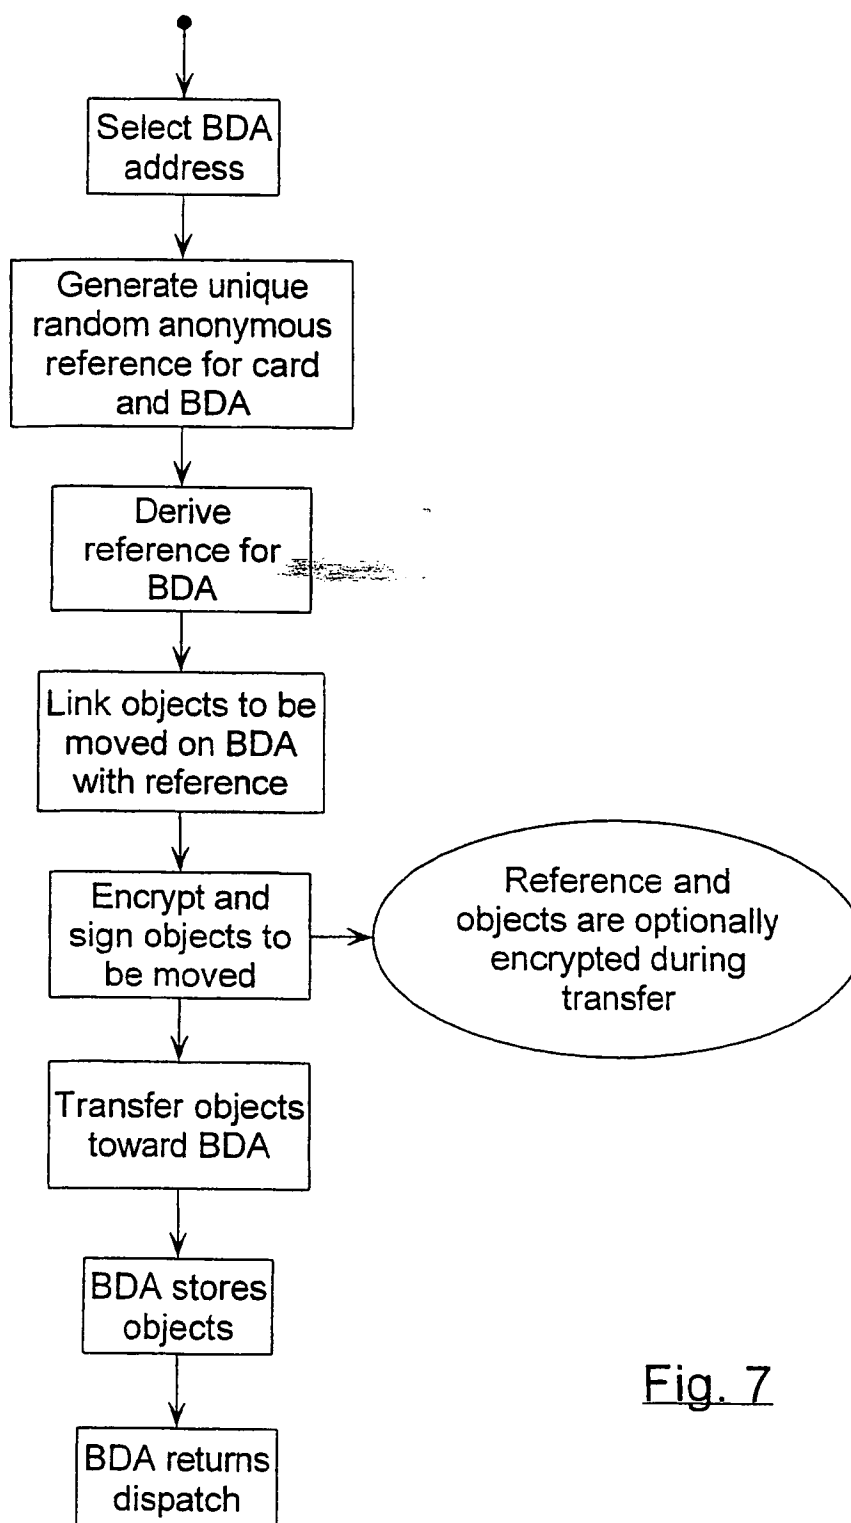 Select BDA
address
Generate unique
random anonymous
reference for card
and BDA
Derive
reference for
BDA
Link objects to be
moved on BDA
with reference
Encrypt and
sign objects to
be moved
Reference and
objects are optionally
encrypted during
transfer
Transfer objects
toward BDA
BDA stores
objects
BDA returns
dispatch
Fig. 7